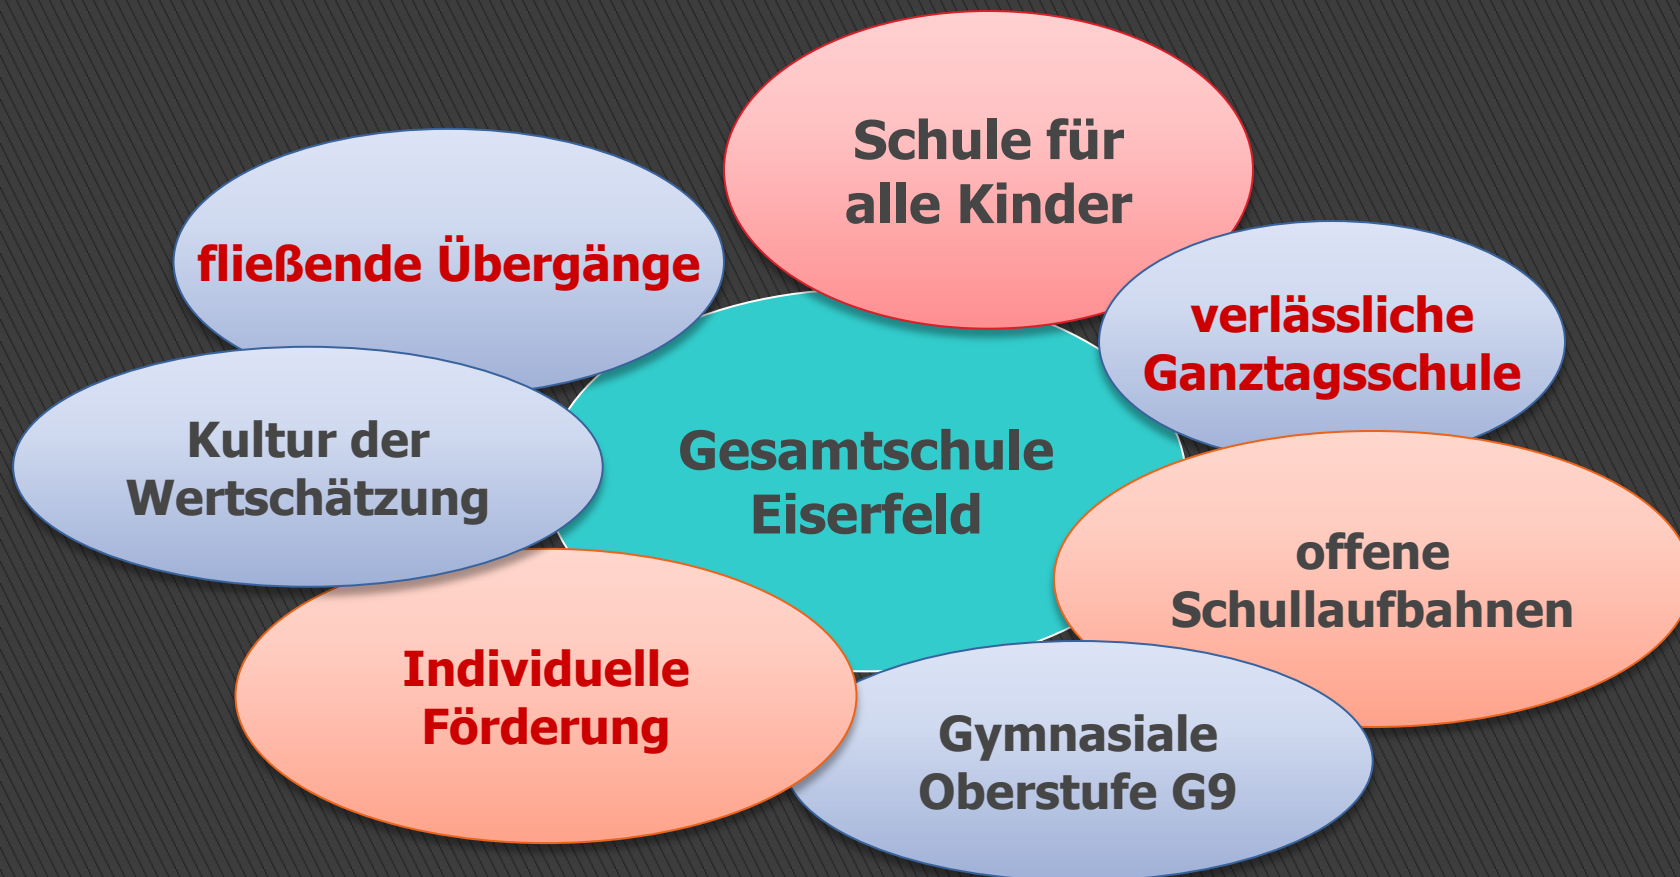 Schule für
alle Kinder
fließende Übergänge
verlässliche
Ganztagsschule
Kultur der
Wertschätzung
Gesamtschule
Eiserfeld
offene
Schullaufbahnen
Individuelle
Förderung
Gymnasiale
Oberstufe G9